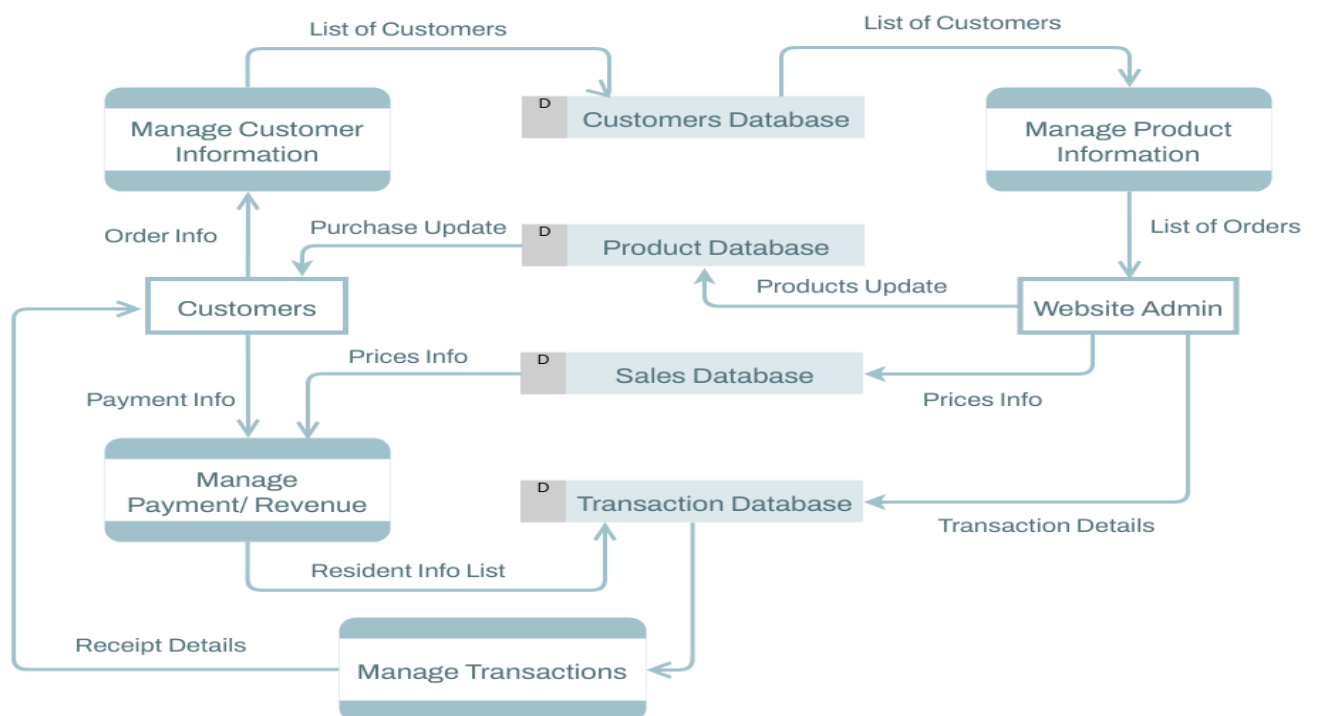 List of Customers
List of Customers
D
Customers Database
Manage Customer
Information
Manage Product
Information
Order Info
Purchase Update
D
Product Database
List of Orders
Products Update
Customers
Website Admin
Prices Info
D
Sales Database
Payment Info
Prices Info
Manage
Payment/ Revenue
D
Transaction Database
Transaction Details
Resident Info List
Receipt Details
Manage Transactions